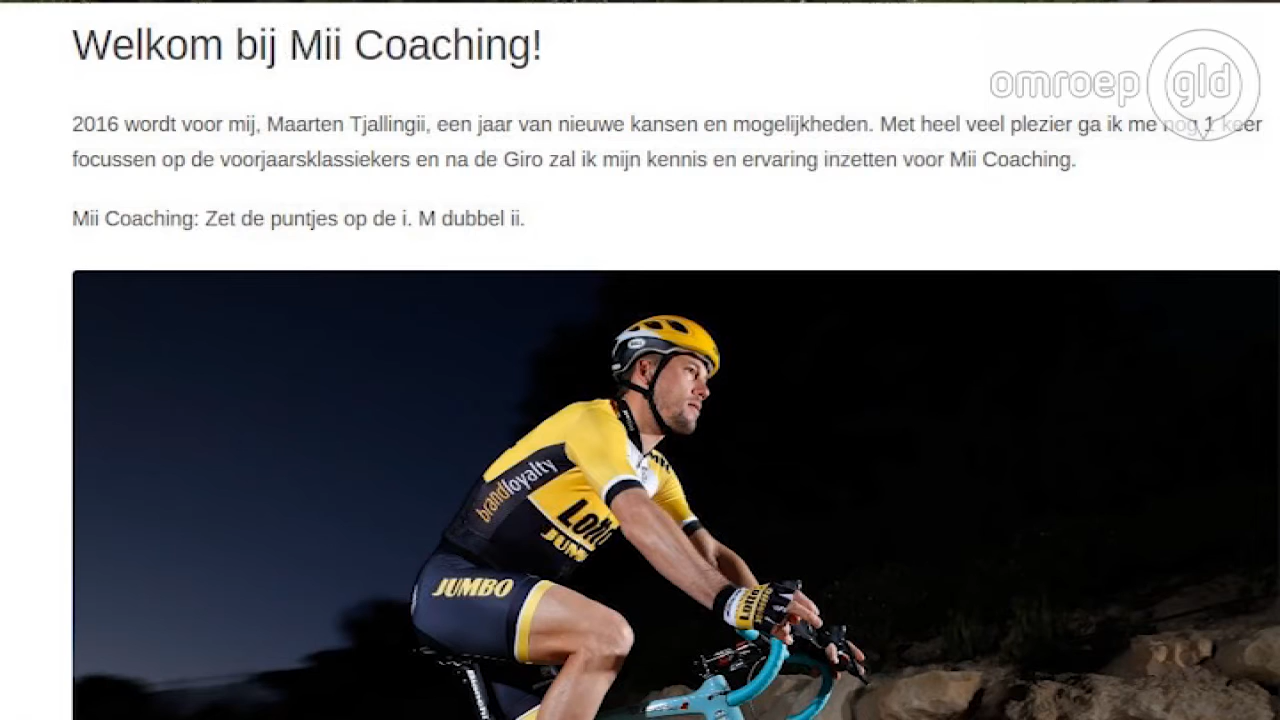 Welkom bij Mii Coaching!
omroep gld
2016 wordt voor mij, Maarten Tjallingii, een jaar van nieuwe kansen en mogelijkheden. Met heel veel plezier ga ik me nog 1 keer
focussen op de voorjaarsklassiekers en na de Giro zal ik mijn kennis en ervaring inzetten voor Mii Coaching.
Mii Coaching: Zet de puntjes op de i. M dubbel ii.
brandloyalty
LOTTO
JUMBO
JUMBO
LOTTO